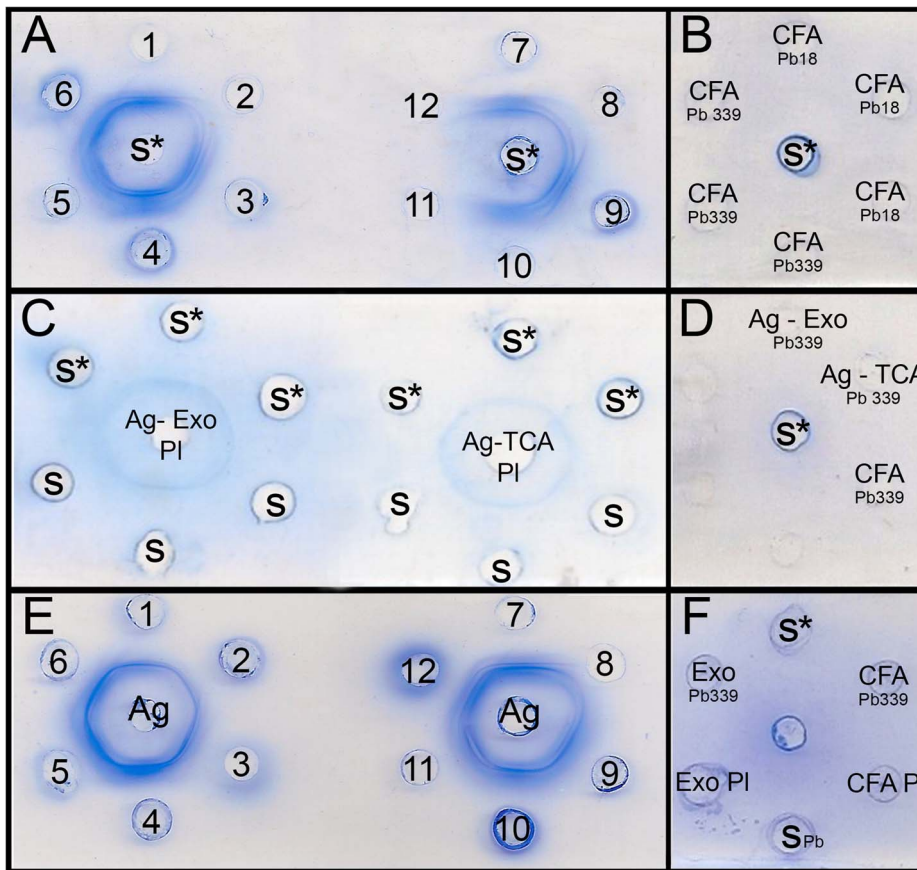 A
1
2
3
4
5
6
S*
7
8
9
10
11
12
S*
B
CFA
Pb18
CFA
Pb18
CFA
Pb18
CFA
Pb339
CFA
Pb339
CFA
Pb 339
S*
C
S*
S*
S*
Ag- Exo
Pl
S
S
S
S*
S*
S*
Ag-TCA
Pl
S
S
S
D
Ag - Exo
Pb339
Ag - TCA
Pb 339
S*
CFA
Pb339
E
1
2
3
4
5
6
Ag
7
8
9
10
11
12
Ag
F
S*
Exo
Pb339
CFA
Pb339
Exo Pl
CFA P
SPb